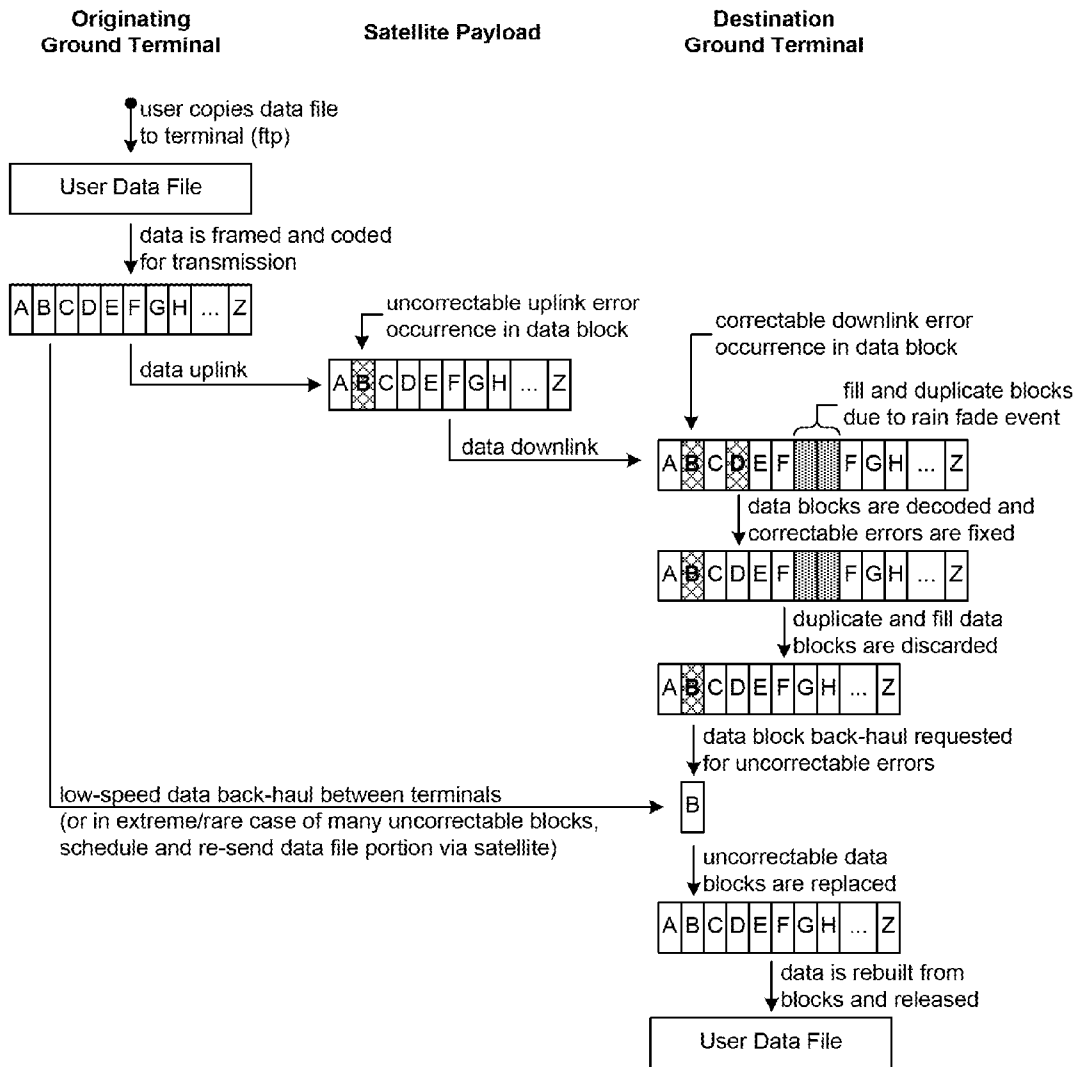 Originating
Ground Terminal
Satellite Payload
Destination
Ground Terminal
user copies data file
to terminal (ftp)
User Data File
data is framed and coded
for transmission
A B C D E F G H ... Z
data uplink
uncorrectable uplink error
occurrence in data block
A B C D E F G H ... Z
data downlink
correctable downlink error
occurrence in data block
fill and duplicate blocks
due to rain fade event
A B C D E F F G H ... Z
data blocks are decoded and
correctable errors are fixed
A B C D E F F G H ... Z
duplicate and fill data
blocks are discarded
A B C D E F G H ... Z
data block back-haul requested
for uncorrectable errors
low-speed data back-haul between terminals
(or in extreme/rare case of many uncorrectable blocks,
schedule and re-send data file portion via satellite)
B
uncorrectable data
blocks are replaced
A B C D E F G H ... Z
data is rebuilt from
blocks and released
User Data File